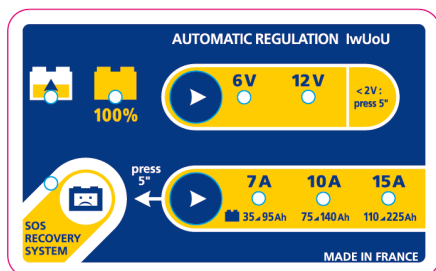 AUTOMATIC REGULATION IwUoU
6V 12V
< 2V :
press 5"
100%
press
5"
7A 10A 15A
35⊿95Ah 75⊿140Ah 110⊿225Ah
SOS
RECOVERY
SYSTEM
MADE IN FRANCE